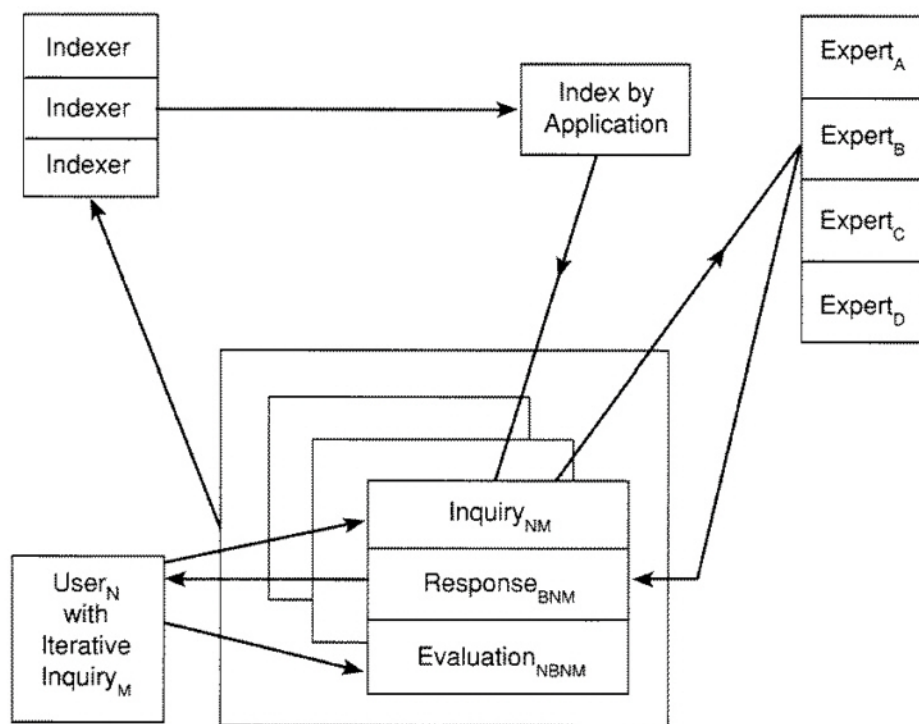 Indexer
Indexer
Indexer
Index by
Application
Expert_A
Expert_B
Expert_C
Expert_D
Inquiry_NM
Response_BNM
Evaluation_NBNM
User_N
with
Iterative
Inquiry_M